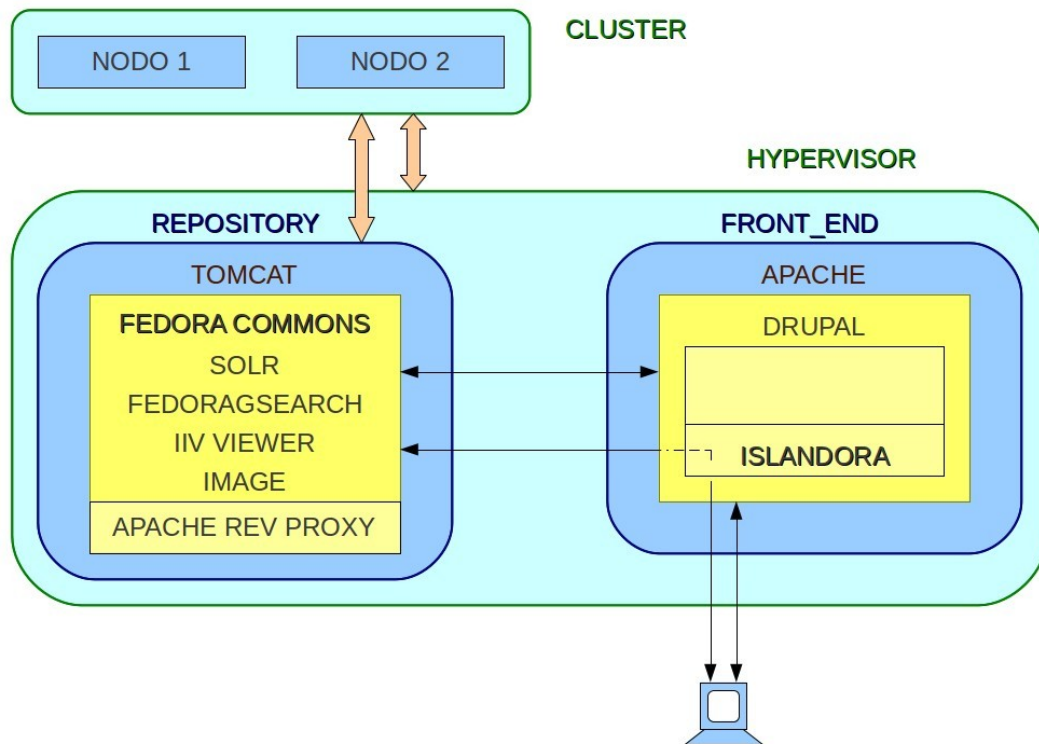 CLUSTER
NODO 1
NODO 2
HYPERVISOR
REPOSITORY
FRONT_END
TOMCAT
APACHE
FEDORA COMMONS
DRUPAL
SOLR
FEDORAGSEARCH
IIV VIEWER
ISLANDORA
IMAGE
APACHE REV PROXY